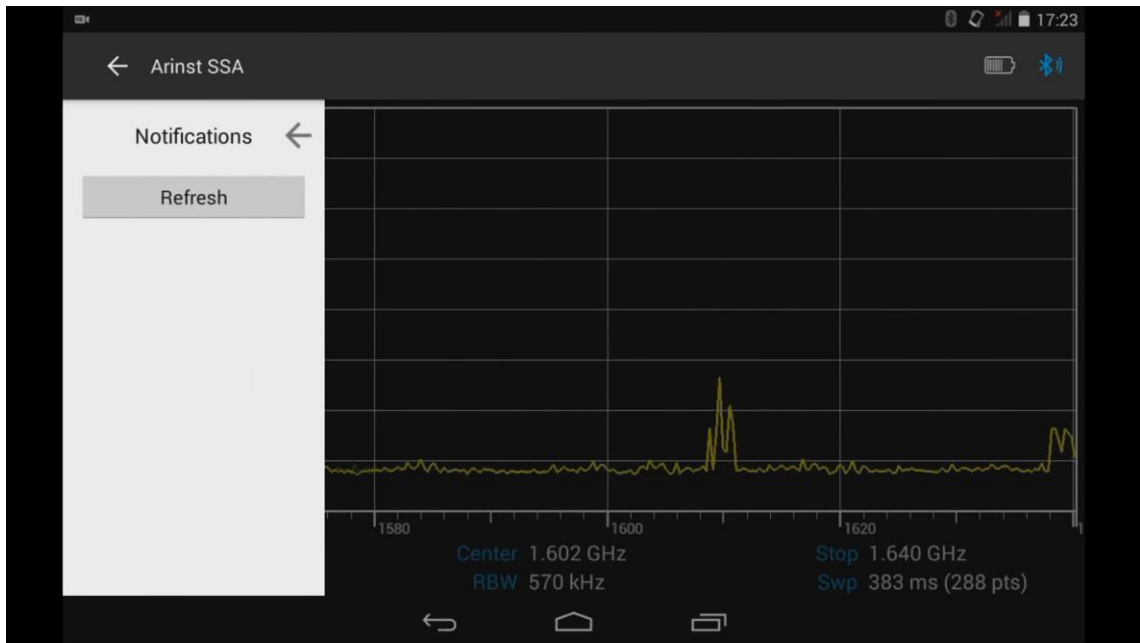 17:23
Arinst SSA
Notifications
Refresh
1580 1600 1620 1
Center 1.602 GHz Stop 1.640 GHz
RBW 570 kHz Swp 383 ms (288 pts)